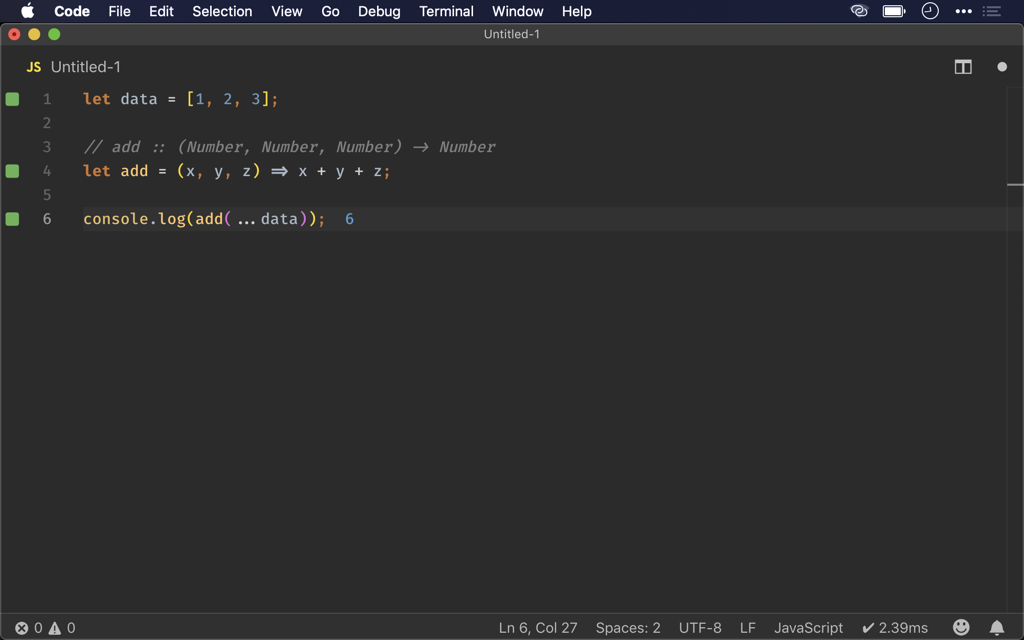 Code File Edit Selection View Go Debug Terminal Window Help
Untitled-1
JS Untitled-1
1 let data = [1, 2, 3];
2
3 // add :: (Number, Number, Number) → Number
4 let add = (x, y, z) => x + y + z;
5
6 console.log(add(...data)); 6
0 0 Ln 6, Col 27 Spaces: 2 UTF-8 LF JavaScript ✔ 2.39ms